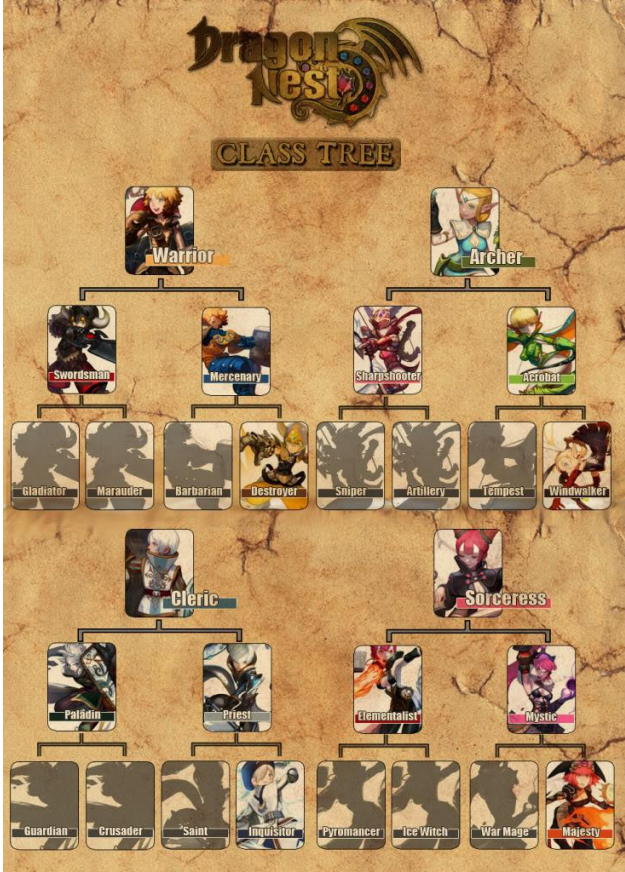 Dragon
Nest
CLASS TREE
Warrior
Archer
Swordsman
Mercenary
Sharpshooter
Acrobat
Gladiator
Marauder
Barbarian
Destroyer
Sniper
Artillery
Tempest
Windwalker
Cleric
Sorceress
Paladin
Priest
Elementalist
Mystic
Guardian
Crusader
Saint
Inquisitor
Pyromancer
Ice Witch
War Mage
Majesty